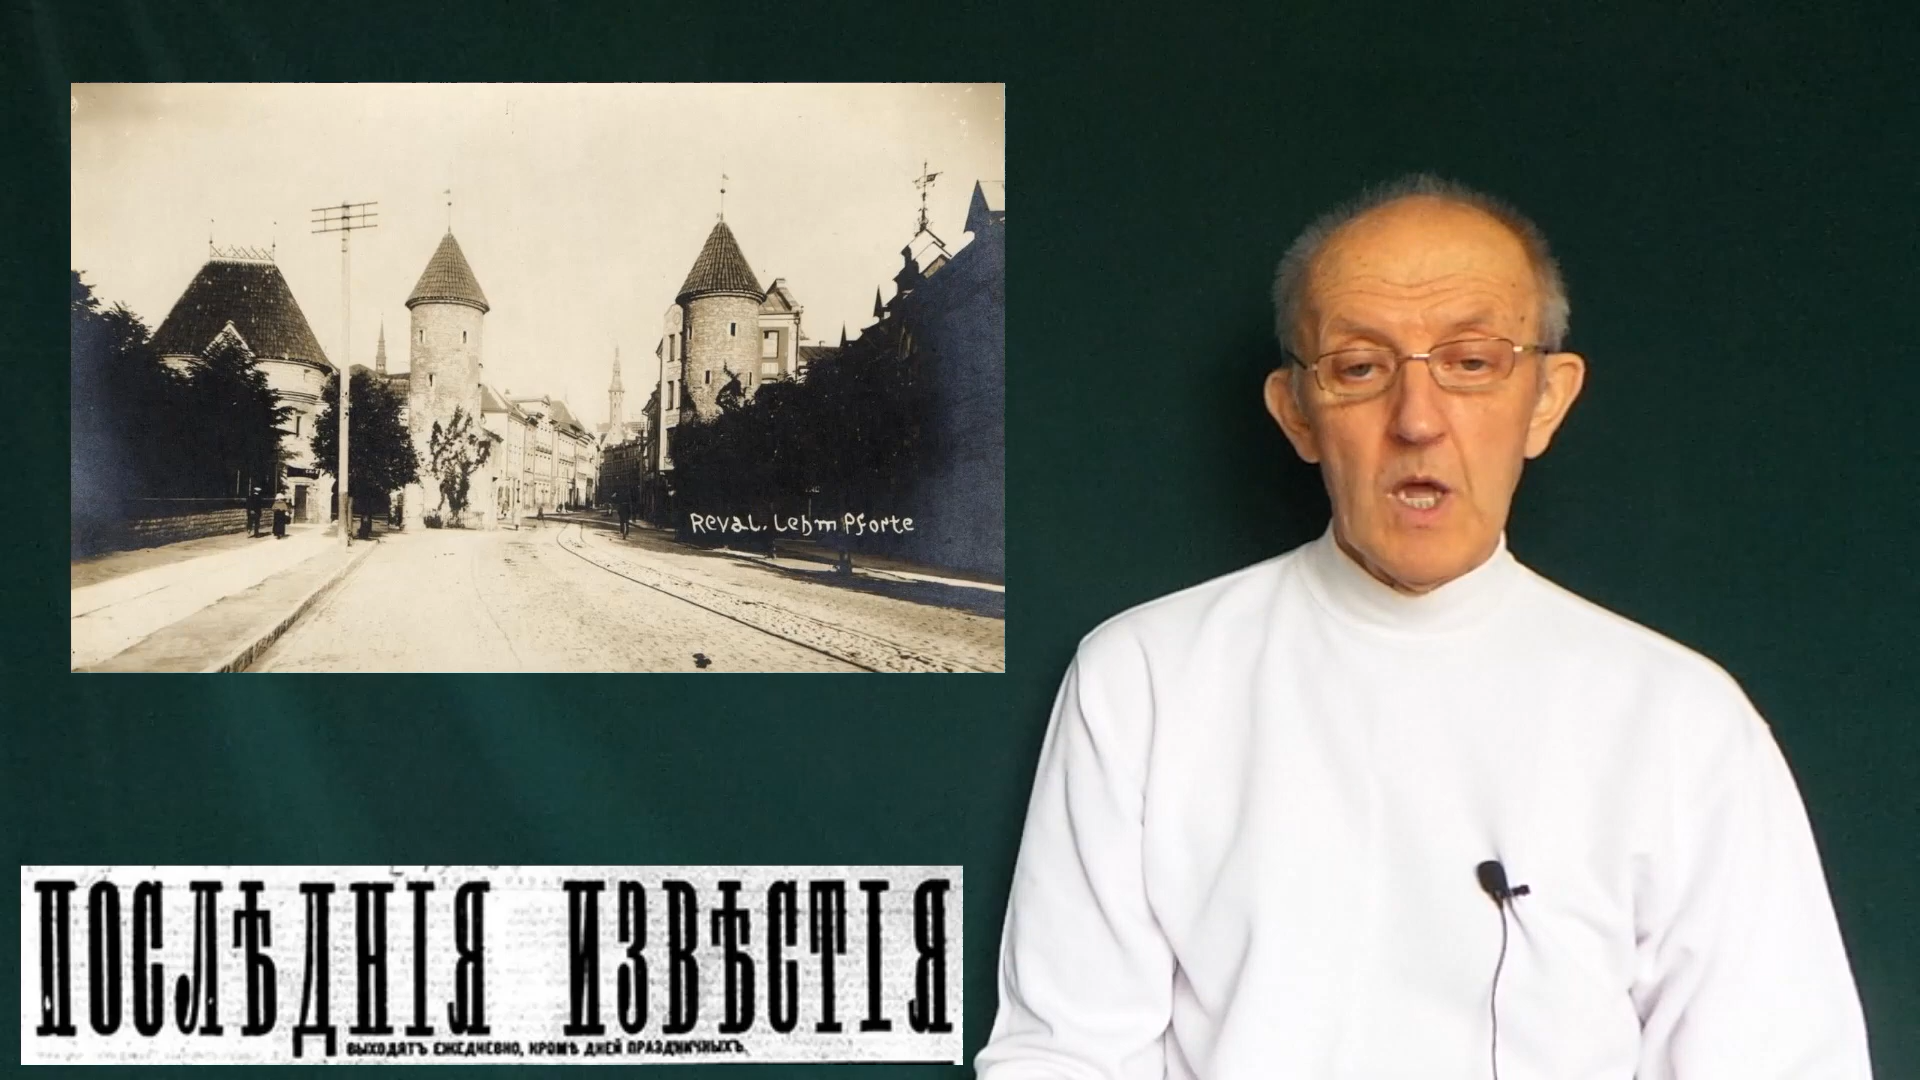 Reval. Lehm Pforte
ПОСЛѢДНІЯ ИЗВѢСТІЯ
ВЫХОДЯТЪ ЕЖЕДНЕВНО, КРОМѢ ДНЕЙ ПРАЗДНИЧНЫХЪ.